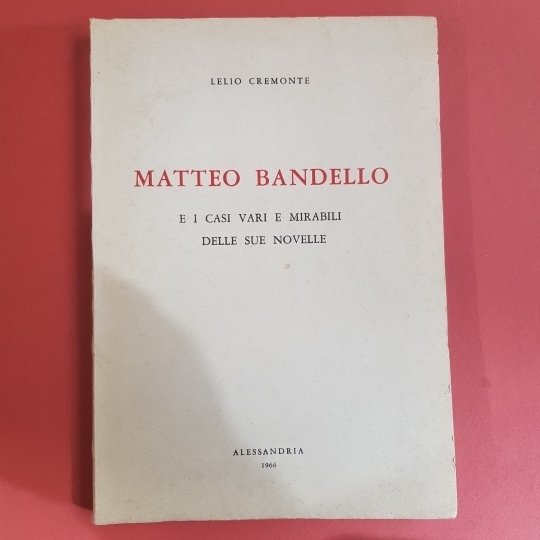 LELIO CREMONTE
MATTEO BANDELLO
E I CASI VARI E MIRABILI
DELLE SUE NOVELLE
ALESSANDRIA
1966